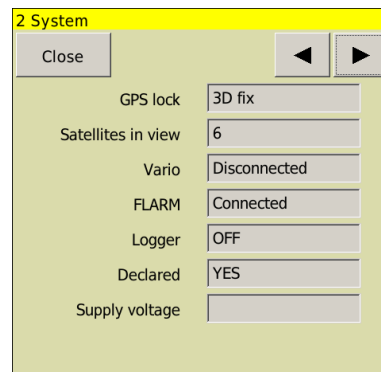 2 System
Close
GPS lock 3D fix
Satellites in view 6
Vario Disconnected
FLARM Connected
Logger OFF
Declared YES
Supply voltage